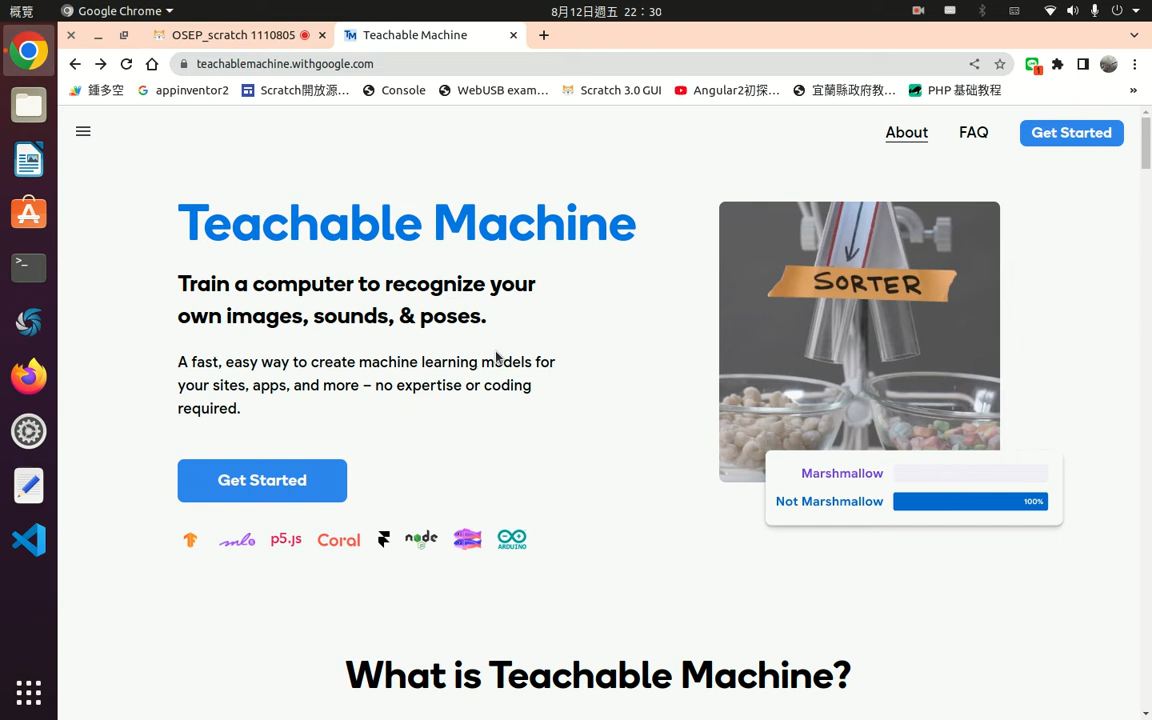 概覽
Google Chrome
8月12日週五 22：30
OSEP_scratch 1110805
Teachable Machine
teachablemachine.withgoogle.com
1
鍾多空
appinventor2
Scratch開放源…
Console
WebUSB exam…
Scratch 3.0 GUI
Angular2初探…
宜蘭縣政府教…
PHP 基础教程
»
About
FAQ
Get Started
Teachable Machine
Train a computer to recognize your
own images, sounds, & poses.
A fast, easy way to create machine learning models for
your sites, apps, and more – no expertise or coding
required.
Get Started
SORTER
Marshmallow
Not Marshmallow
100%
p5.js
Coral
node
ARDUINO
What is Teachable Machine?